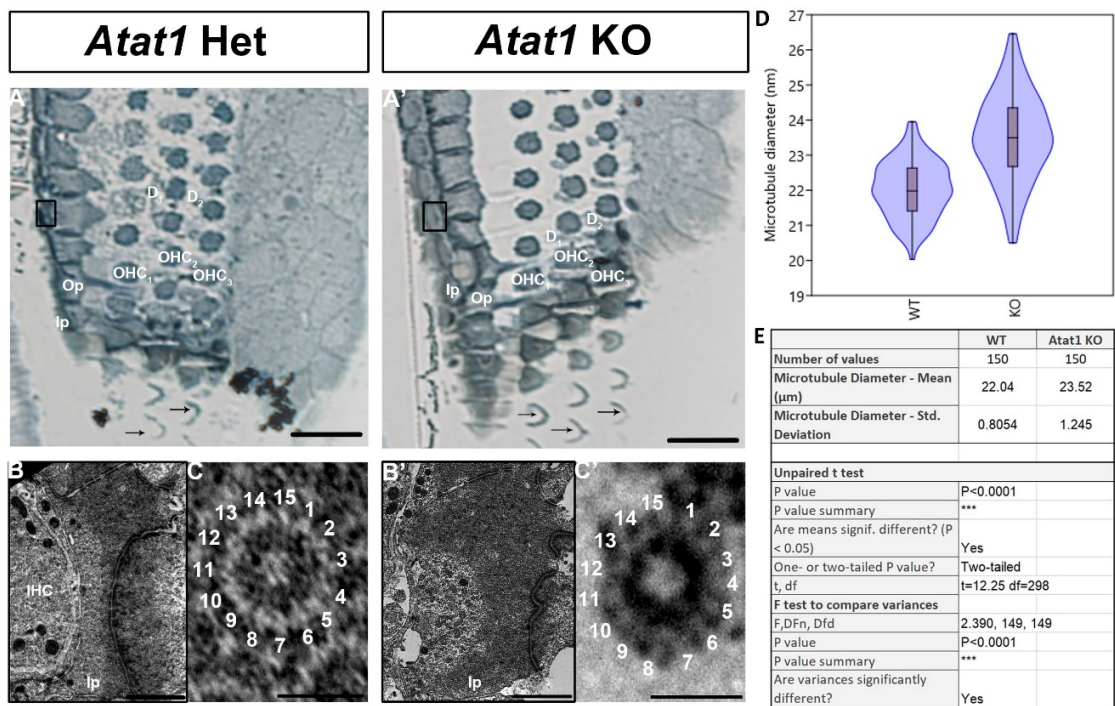 Atat1 Het
Atat1 KO
A
D1
D2
OHC2
OHC1
OHC3
Op
Ip
A'
D2
D1
OHC2
OHC1
OHC3
Ip
Op
B
IHC
Ip
C
15
14
1
13
2
12
3
11
4
10
5
9
6
8
7
B'
Ip
C'
15
1
14
2
13
3
12
4
11
5
10
6
9
7
8
D
27
26
25
24
23
22
21
20
19
Microtubule diameter (nm)
WT
KO
E
WT Atat1 KO
Number of values 150 150
Microtubule Diameter - Mean
(μm) 22.04 23.52
Microtubule Diameter - Std.
Deviation 0.8054 1.245
Unpaired t test
P value P<0.0001
P value summary ***
Are means signif. different? (P
< 0.05) Yes
One- or two-tailed P value? Two-tailed
t, df t=12.25 df=298
F test to compare variances
F,DFn, Dfd 2.390, 149, 149
P value P<0.0001
P value summary ***
Are variances significantly
different? Yes